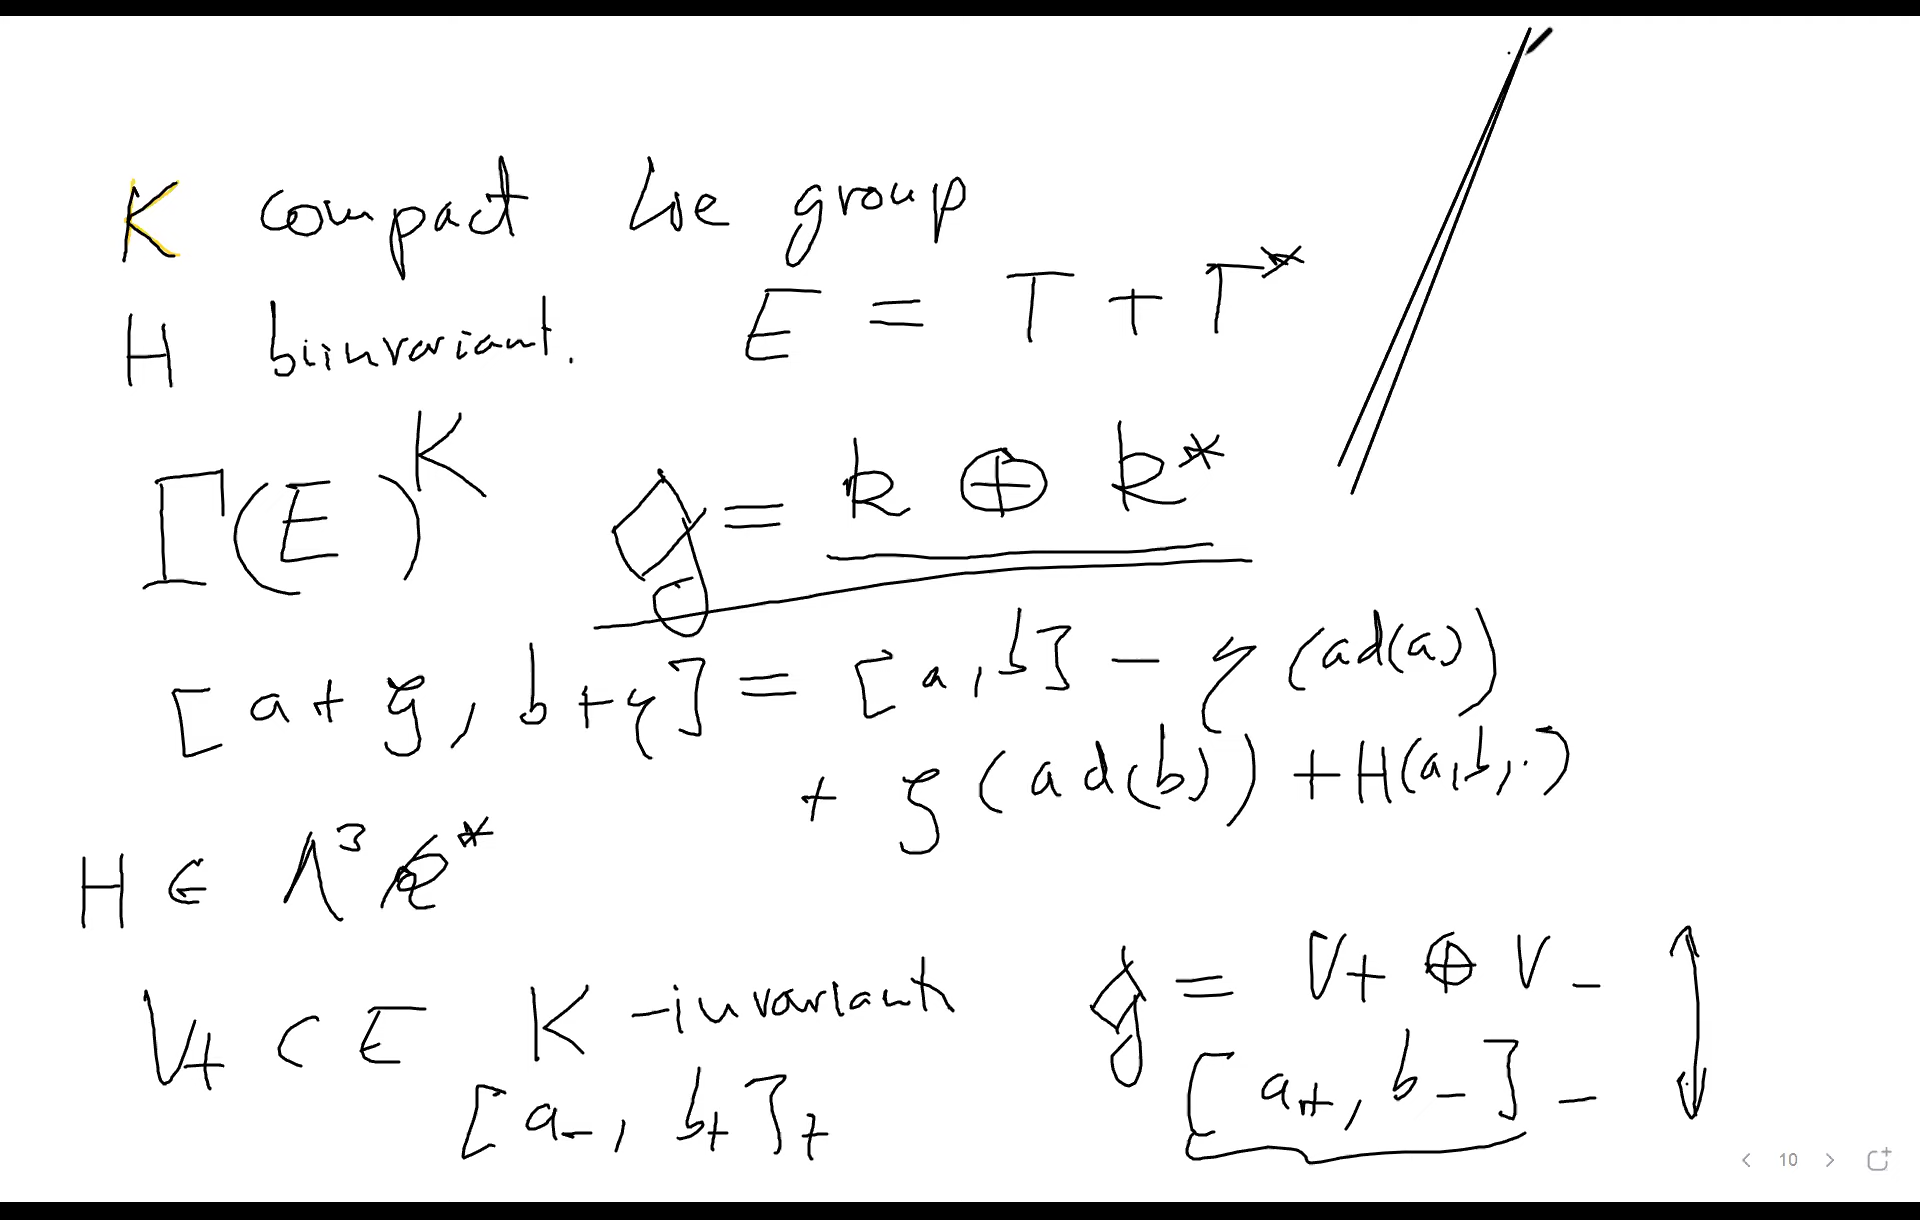 K compact Lie group
H biinvariant. E = T + T*
Γ(E)^K g = k ⊕ k*
[a + ξ, b + η] = [a, b] - η(ad(a))
+ ξ(ad(b)) + H(a, b, ·)
H ∈ Λ³k*
V+ ⊂ E K-invariant g = V+ ⊕ V-
[a-, b+]+ [a+, b-]-
10